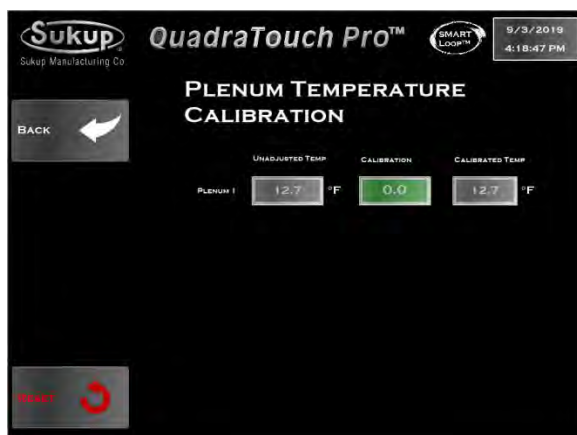 Sukup
Sukup Manufacturing Co
QuadraTouch Pro™
SMART
LOOP™
9/3/2019
4:18:47 PM
BACK
PLENUM TEMPERATURE
CALIBRATION
UNADJUSTED TEMP
CALIBRATION
CALIBRATED TEMP
PLENUM 1
12.7 °F
0.0
12.7 °F
RESET